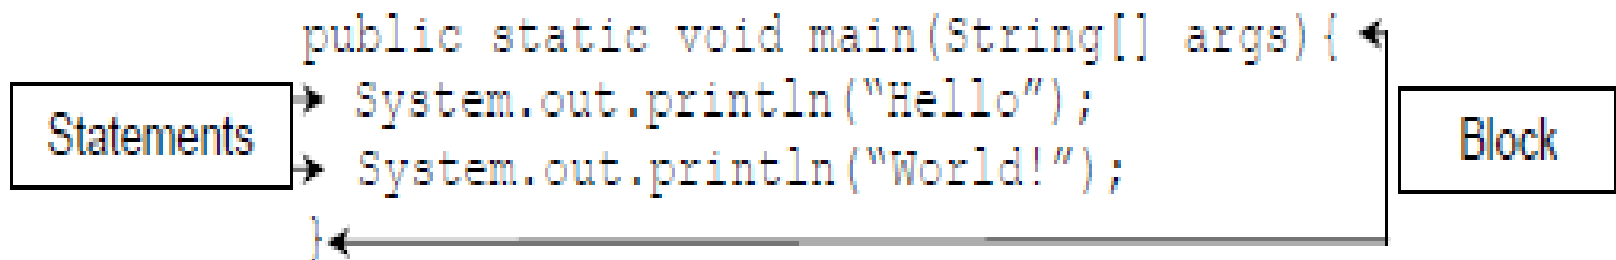 public static void main(String[] args){
Statements
System.out.println(“Hello”);
System.out.println(“World!”);
Block
}